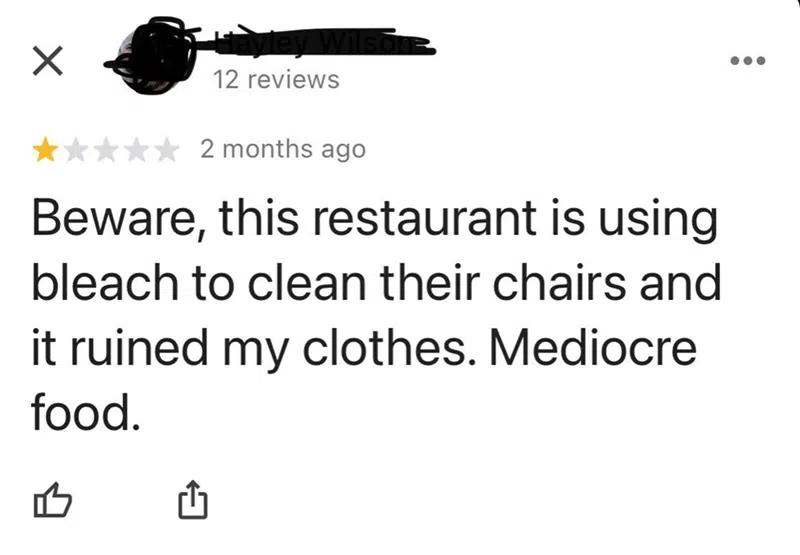 12 reviews
2 months ago
Beware, this restaurant is using
bleach to clean their chairs and
it ruined my clothes. Mediocre
food.